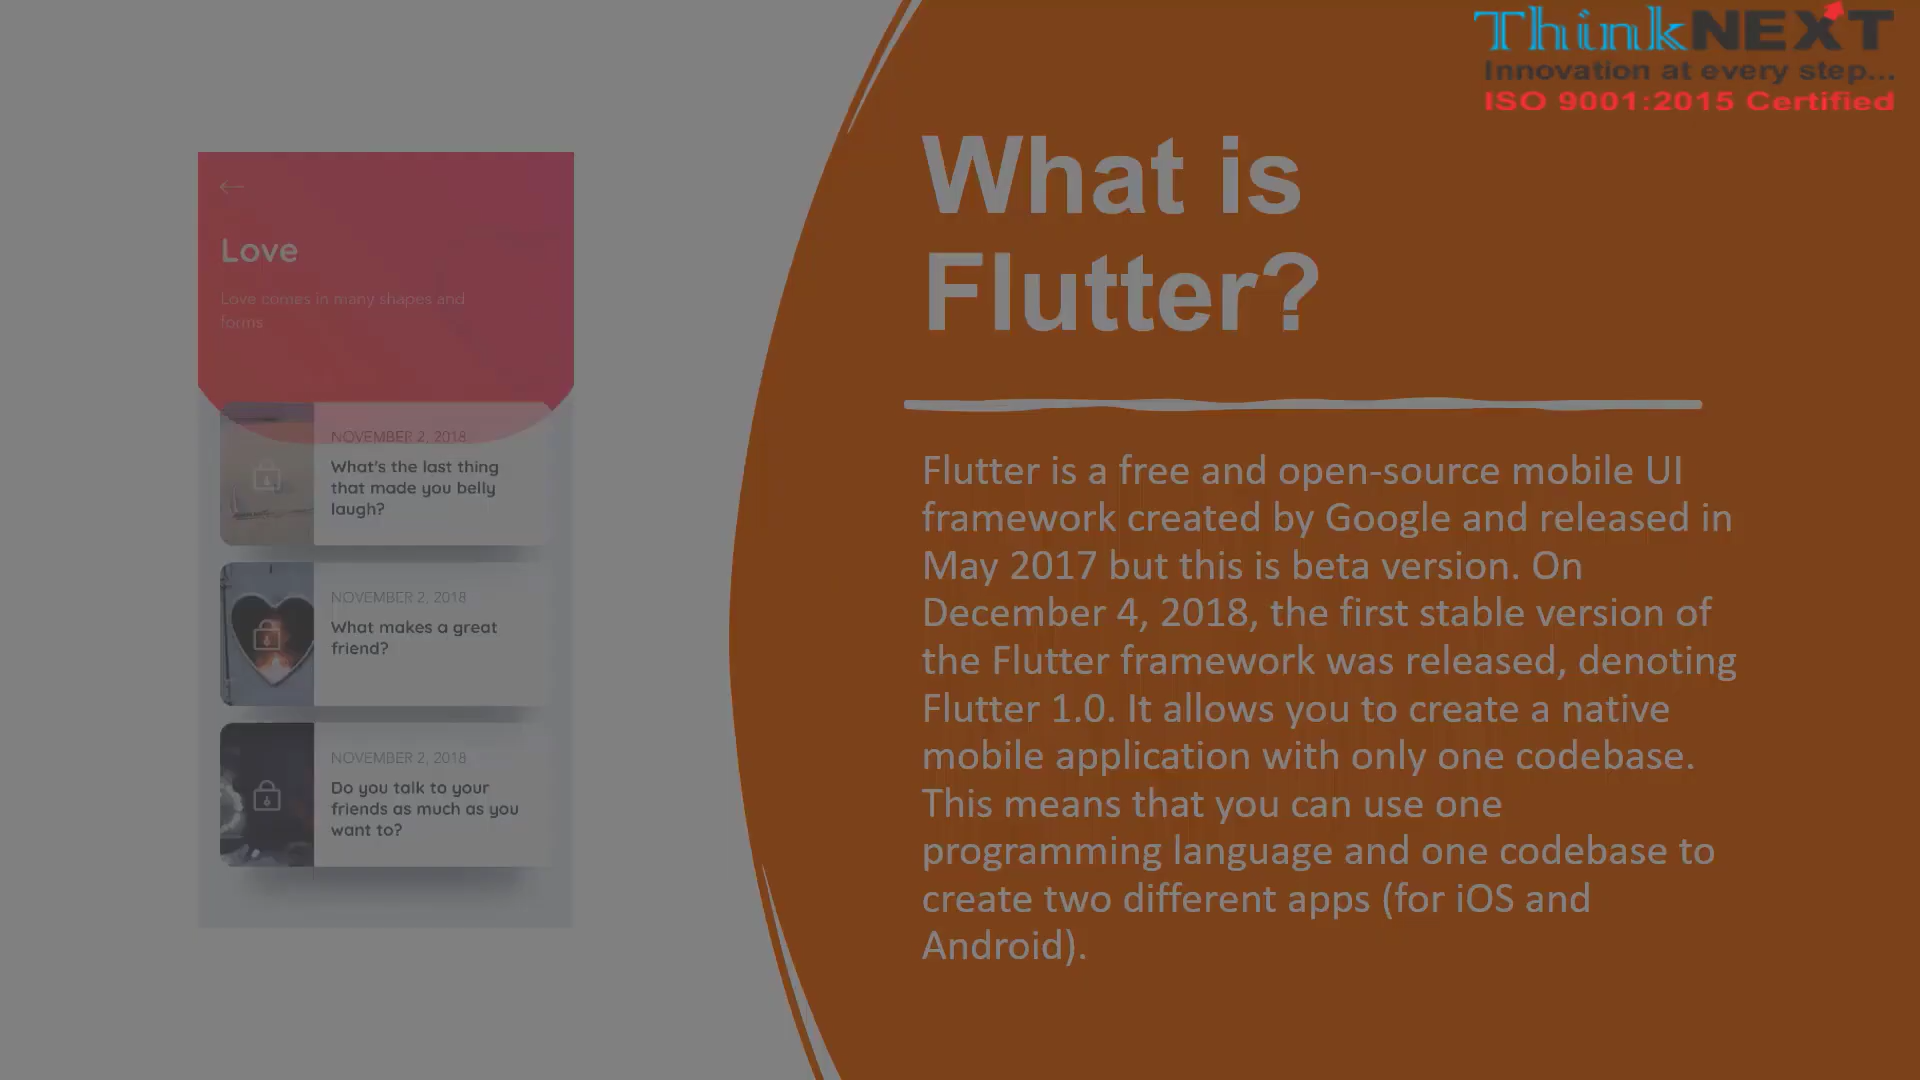 ThinkNEXT
Innovation at every step...
ISO 9001:2015 Certified
What is
Flutter?
Flutter is a free and open-source mobile UI
framework created by Google and released in
May 2017 but this is beta version. On
December 4, 2018, the first stable version of
the Flutter framework was released, denoting
Flutter 1.0. It allows you to create a native
mobile application with only one codebase.
This means that you can use one
programming language and one codebase to
create two different apps (for iOS and
Android).
Love
Love comes in many shapes and
forms
NOVEMBER 2, 2018
What's the last thing
that made you belly
laugh?
NOVEMBER 2, 2018
What makes a great
friend?
NOVEMBER 2, 2018
Do you talk to your
friends as much as you
want to?